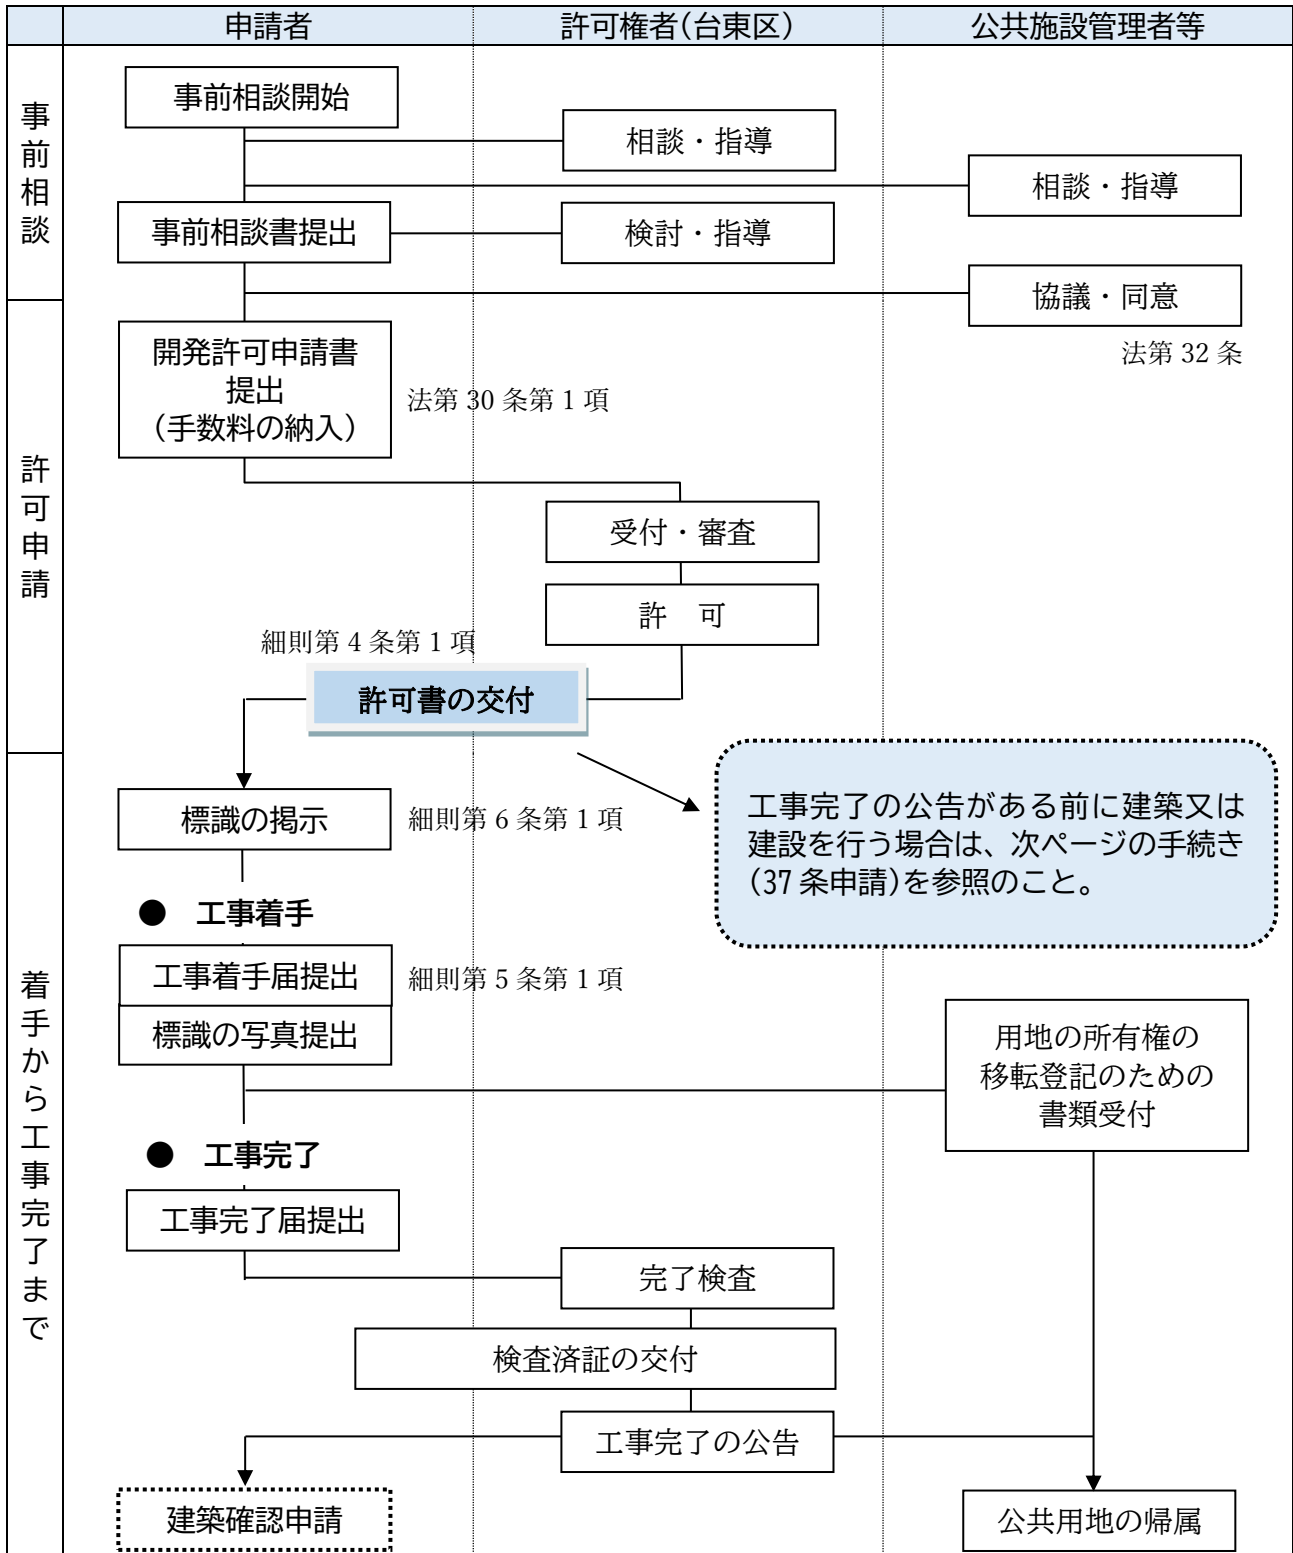 申請者
許可権者(台東区)
公共施設管理者等
事前相談
事前相談開始
相談・指導
相談・指導
事前相談書提出
検討・指導
協議・同意
法第 32 条
許可申請
開発許可申請書
提出
(手数料の納入)
法第 30 条第 1 項
受付・審査
許 可
細則第 4 条第 1 項
許可書の交付
着手から工事完了まで
工事完了の公告がある前に建築又は
建設を行う場合は、次ページの手続き
(37 条申請)を参照のこと。
標識の掲示
細則第 6 条第 1 項
● 工事着手
工事着手届提出
細則第 5 条第 1 項
標識の写真提出
用地の所有権の
移転登記のための
書類受付
● 工事完了
工事完了届提出
完了検査
検査済証の交付
工事完了の公告
建築確認申請
公共用地の帰属